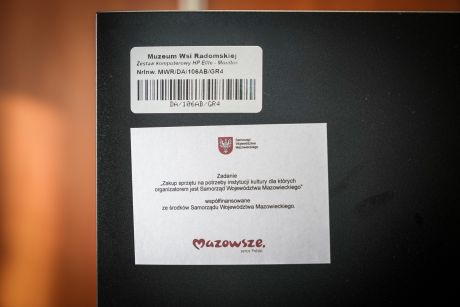 Muzeum Wsi Radomskiej
Zestaw komputerowy HP Elite - Monitor
NrInw. MWR/DA/106AB/GR4
DA/106AB/GR4
Samorząd
Województwa
Mazowieckiego
Zadanie
„Zakup sprzętu na potrzeby instytucji kultury dla których
organizatorem jest Samorząd Województwa Mazowieckiego"
współfinansowane
ze środków Samorządu Województwa Mazowieckiego.
Mazowsze.
serce Polski